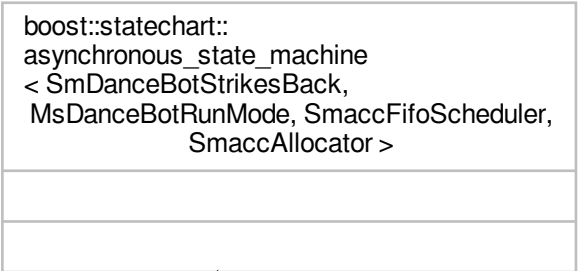 boost::statechart::
asynchronous_state_machine
< SmDanceBotStrikesBack,
MsDanceBotRunMode, SmaccFifoScheduler,
SmaccAllocator >